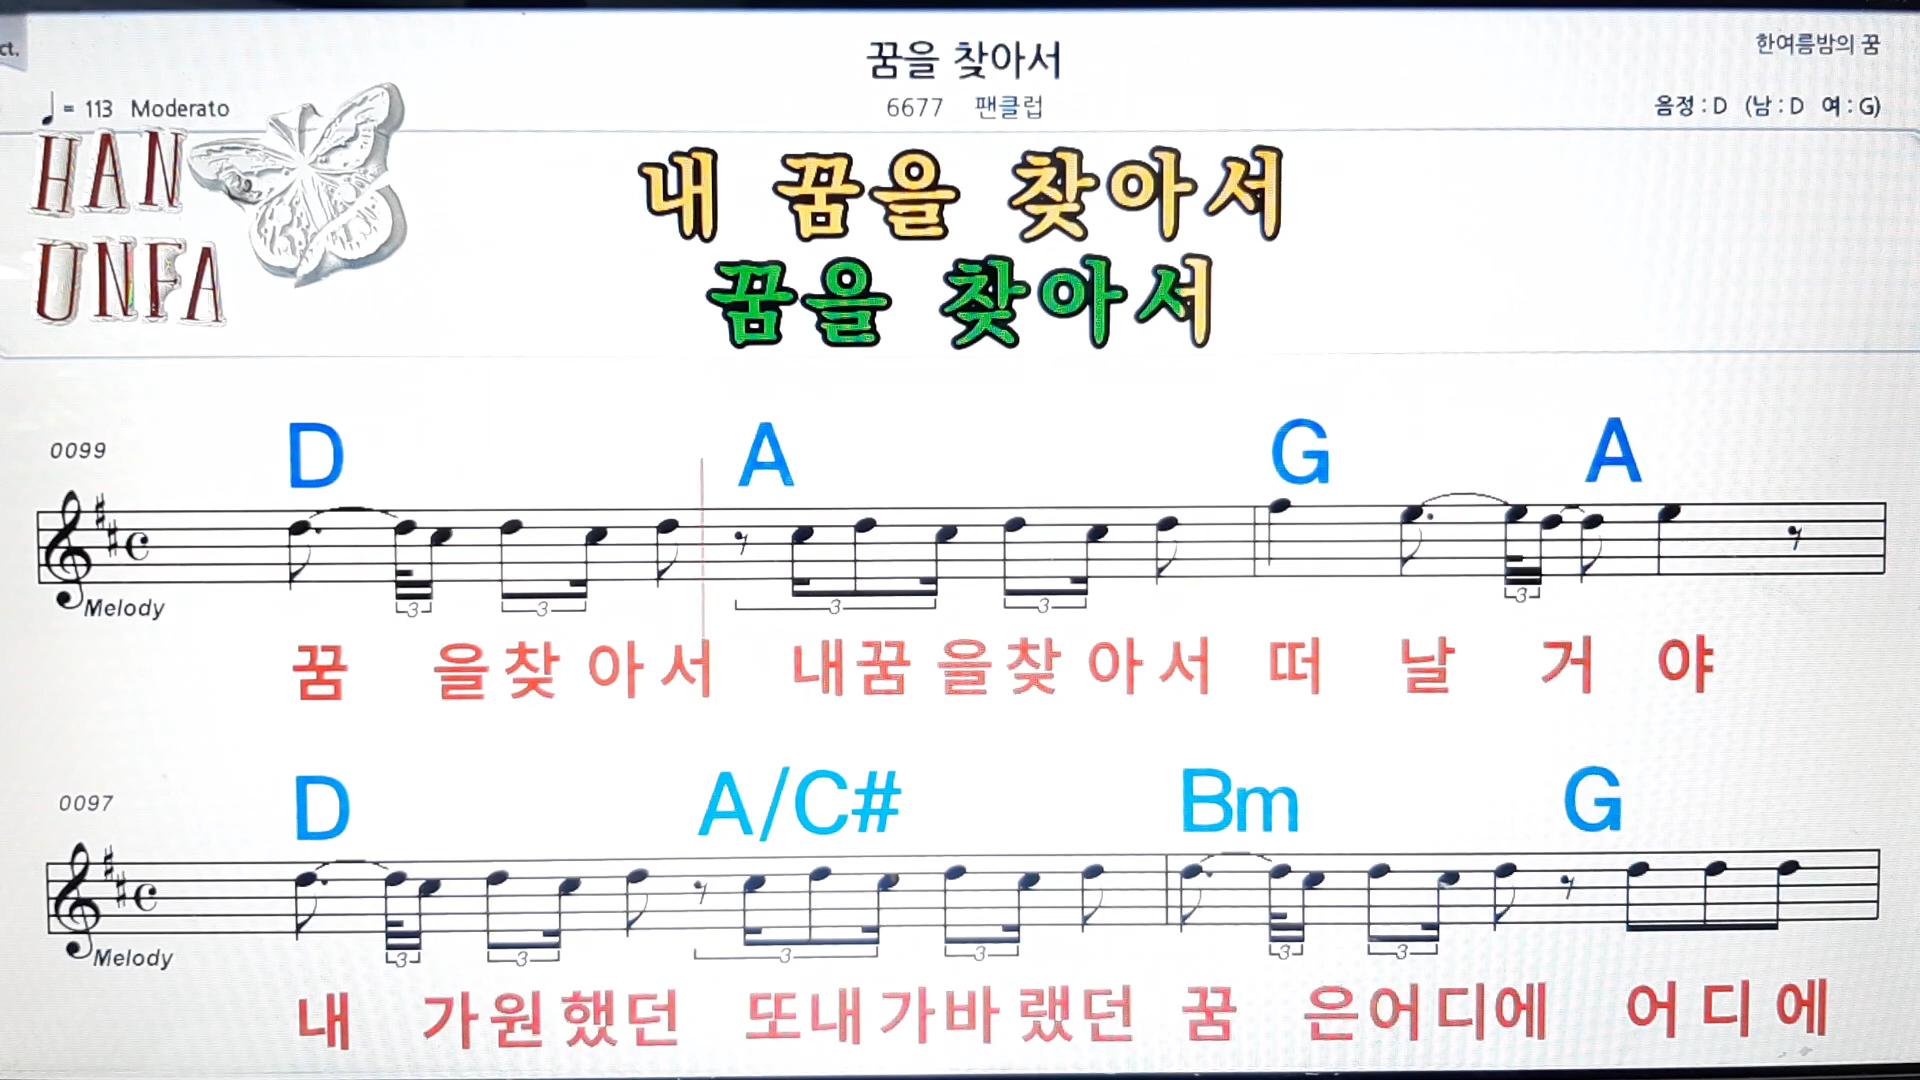 ct.
꿈을 찾아서
한여름밤의 꿈
♩= 113 Moderato
6677 팬클럽
음정 : D (남 : D 여 : G)
HAN
UNFA
내 꿈을 찾아서
꿈을 찾아서
0099
D A G A
Melody
3 3 3 3 3
꿈 을찾 아 서 내꿈 을찾 아서 떠 날 거 야
0097
D A/C# Bm G
Melody
3 3 3 3 3 3
내 가원했던 또내가바랬던 꿈 은어디에 어디에